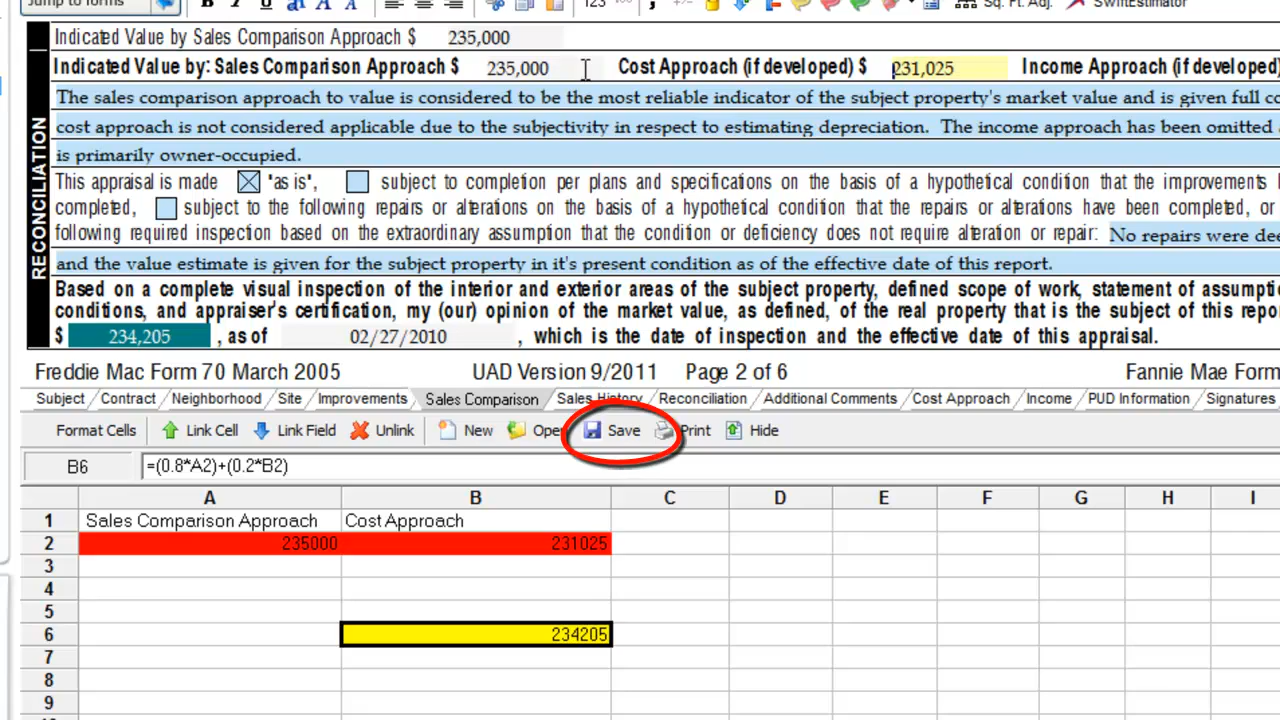 Jump to forms B I U A A 123 Sq. Ft. Adj. SwiftEstimator
Indicated Value by Sales Comparison Approach $ 235,000
Indicated Value by: Sales Comparison Approach $ 235,000 Cost Approach (if developed) $ 231,025 Income Approach (if developed)
The sales comparison approach to value is considered to be the most reliable indicator of the subject property's market value and is given full
cost approach is not considered applicable due to the subjectivity in respect to estimating depreciation. The income approach has been omitted
is primarily owner-occupied.
This appraisal is made "as is", subject to completion per plans and specifications on the basis of a hypothetical condition that the improvements
completed, subject to the following repairs or alterations on the basis of a hypothetical condition that the repairs or alterations have been completed, or
following required inspection based on the extraordinary assumption that the condition or deficiency does not require alteration or repair: No repairs were
and the value estimate is given for the subject property in it's present condition as of the effective date of this report.
RECONCILIATION
Based on a complete visual inspection of the interior and exterior areas of the subject property, defined scope of work, statement of
conditions, and appraiser's certification, my (our) opinion of the market value, as defined, of the real property that is the subject of this
$ 234,205 , as of 02/27/2010 , which is the date of inspection and the effective date of this appraisal.
Freddie Mac Form 70 March 2005 UAD Version 9/2011 Page 2 of 6 Fannie Mae Form
Subject Contract Neighborhood Site Improvements Sales Comparison Sales History Reconciliation Additional Comments Cost Approach Income PUD Information Signatures
Format Cells Link Cell Link Field Unlink New Open Save Print Hide
B6 =(0.8*A2)+(0.2*B2)
A B C D E F G H I
1 Sales Comparison Approach Cost Approach
2 235000 231025
3
4
5
6 234205
7
8
9